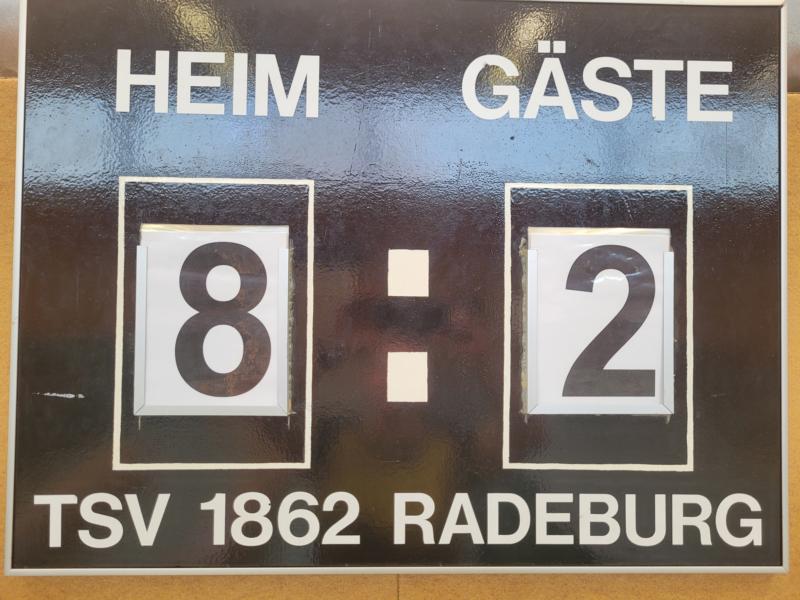 HEIM GÄSTE
8 : 2
TSV 1862 RADEBURG